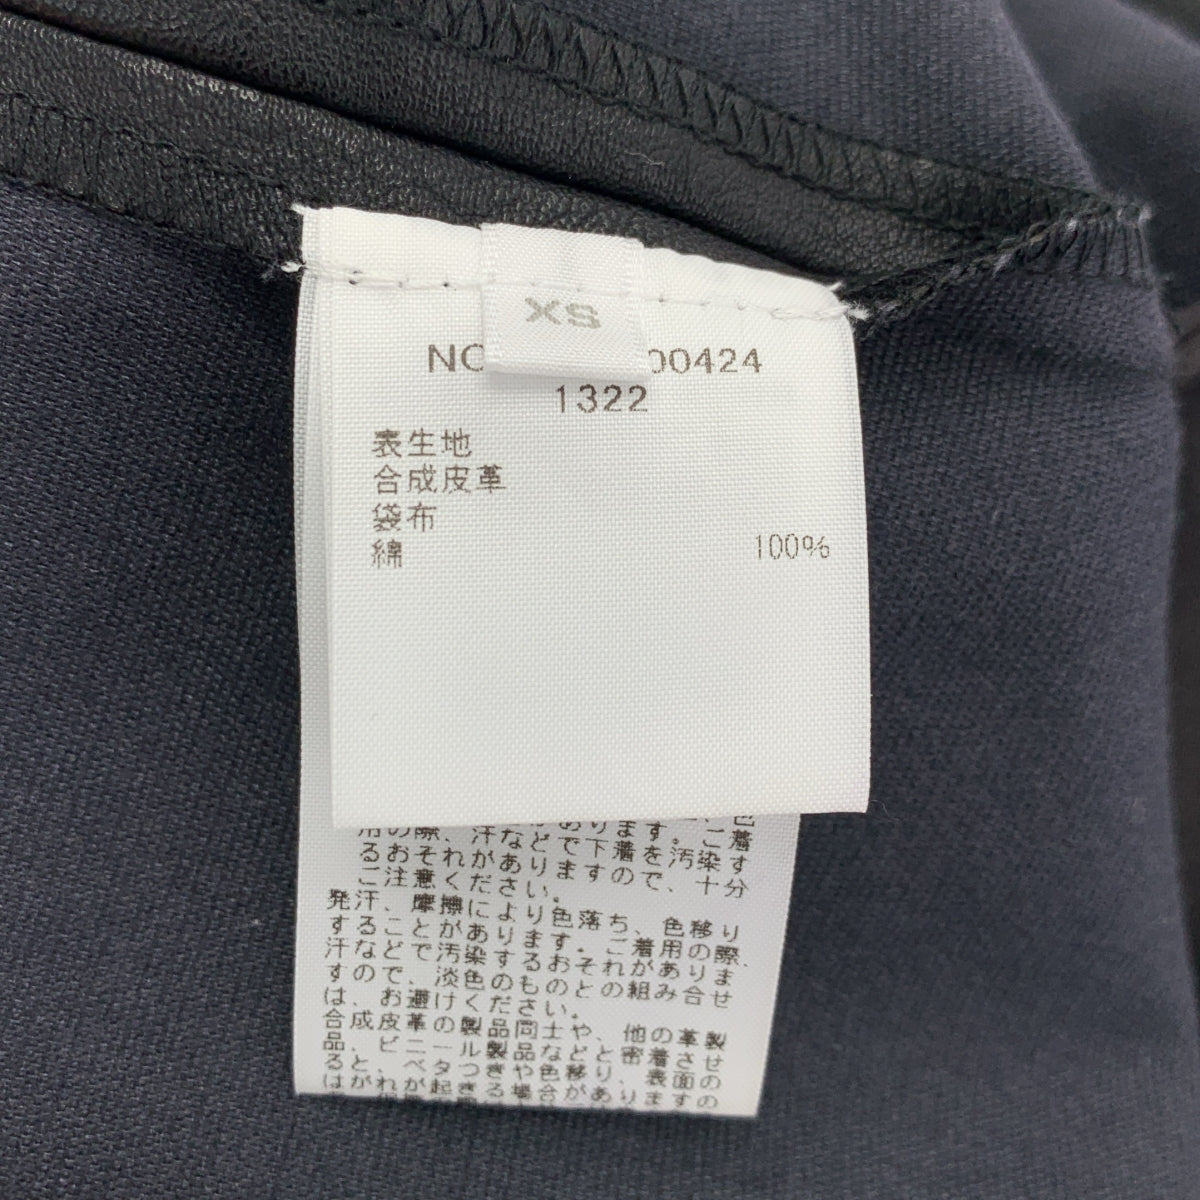 XS
NO 00424
1322
表生地
合成皮革
袋布
綿 100%
用の際、汗などで下着を汚染す
るおそれがありますので、十分
ご注意ください。
発汗、摩擦により色落ち、色移り
することがあります。ご着用の際、
汗などで汚染するおそれがありま
すので、淡色のものとの組み合せ
は、お避けください。
合成皮革の製品同士や、他の革製
品、ビニール製品などと密着させ
ると、ベタつきや色移り、表面の
はがれが起きる場合がありますの